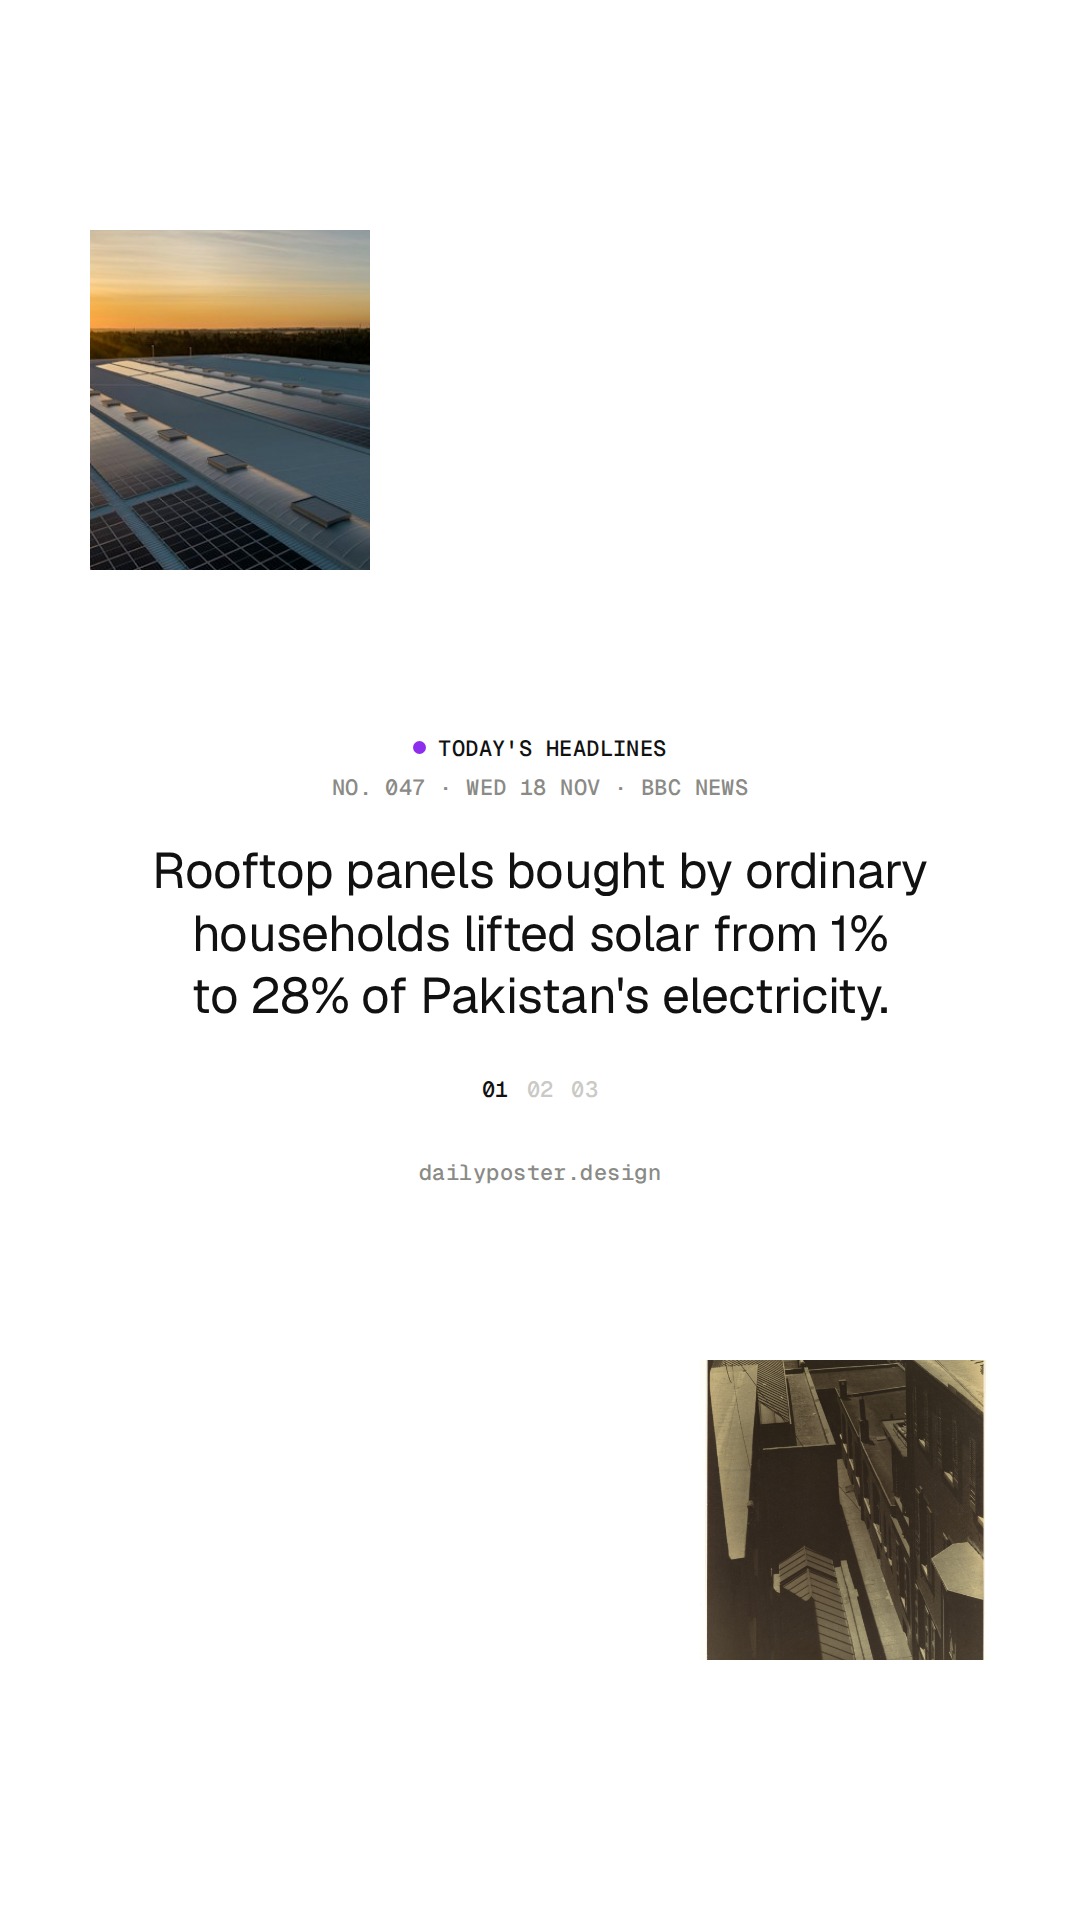 TODAY'S HEADLINES
NO. 047 · WED 18 NOV · BBC NEWS
Rooftop panels bought by ordinary
households lifted solar from 1%
to 28% of Pakistan's electricity.
01 02 03
dailyposter.design